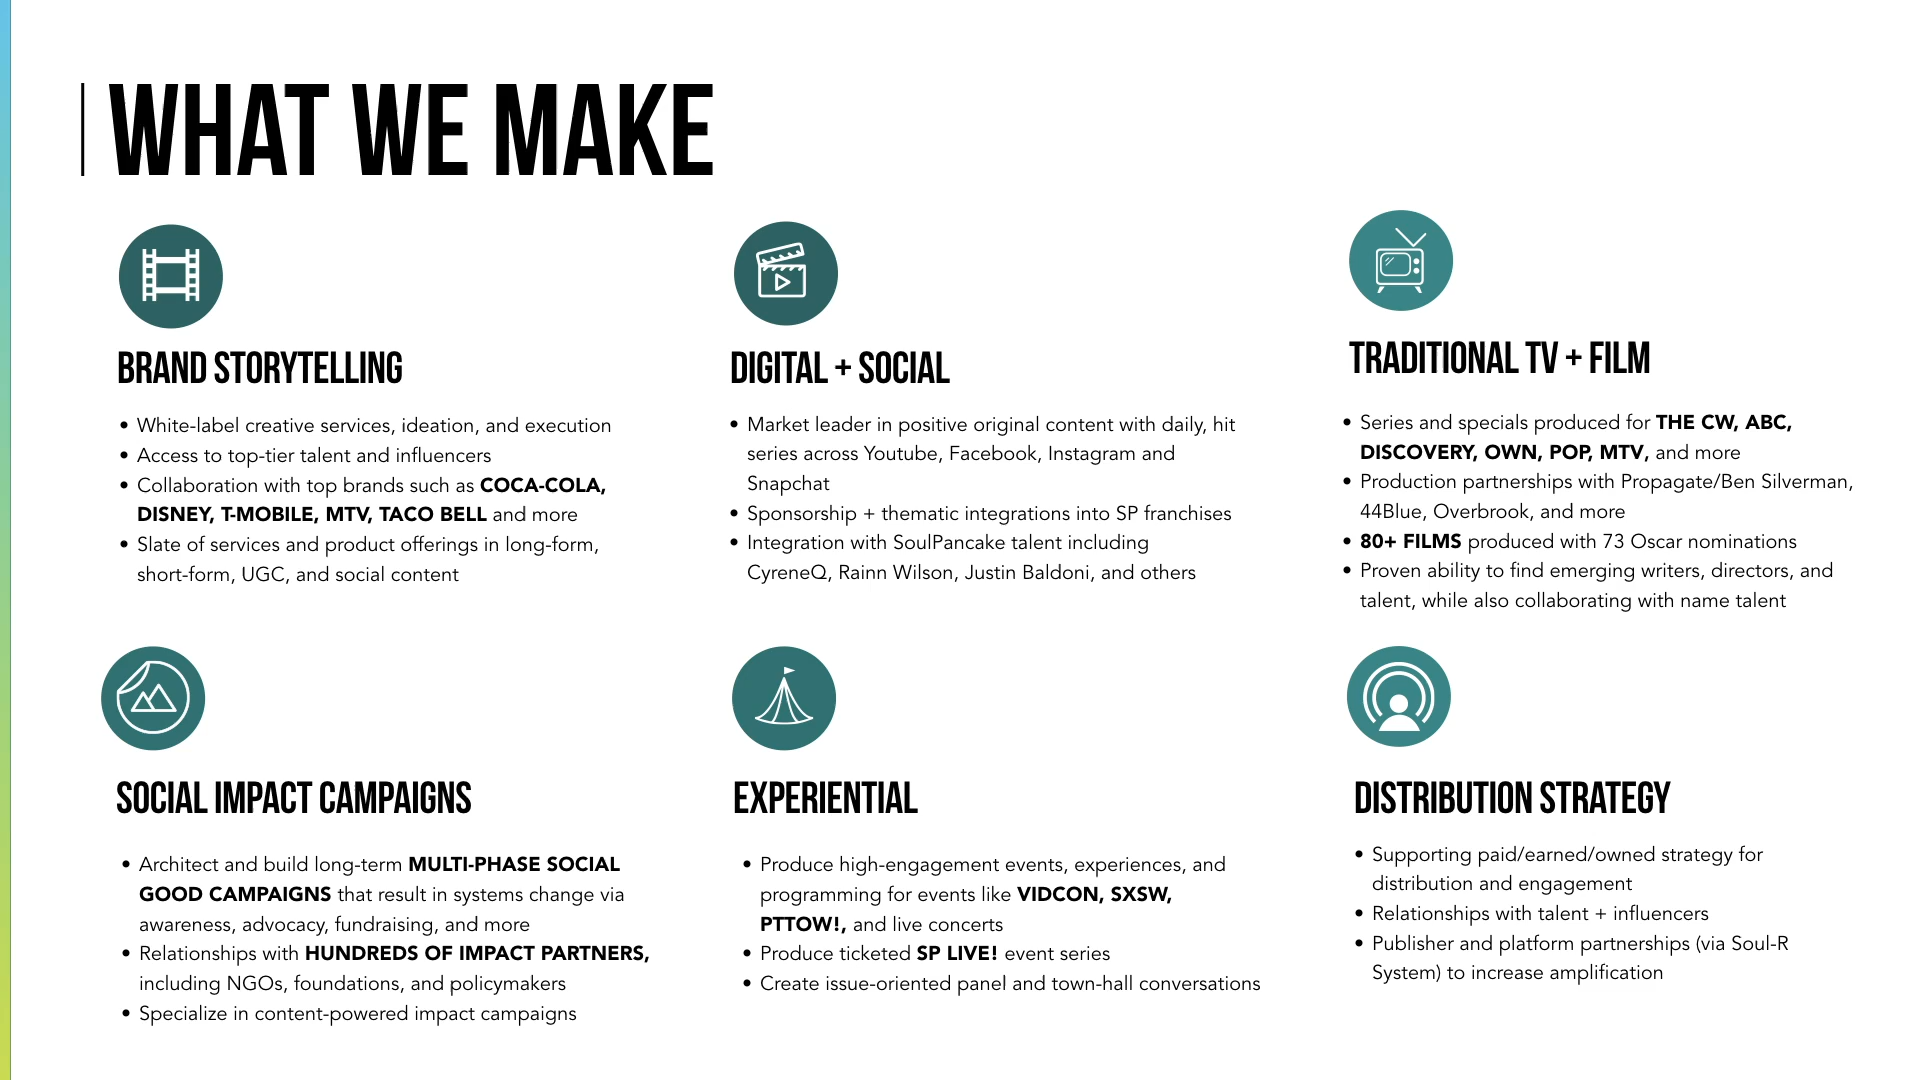 WHAT WE MAKE
BRAND STORYTELLING
• White-label creative services, ideation, and execution
• Access to top-tier talent and influencers
• Collaboration with top brands such as COCA-COLA,
DISNEY, T-MOBILE, MTV, TACO BELL and more
• Slate of services and product offerings in long-form,
short-form, UGC, and social content
DIGITAL + SOCIAL
• Market leader in positive original content with daily, hit
series across Youtube, Facebook, Instagram and
Snapchat
• Sponsorship + thematic integrations into SP franchises
• Integration with SoulPancake talent including
CyreneQ, Rainn Wilson, Justin Baldoni, and others
TRADITIONAL TV + FILM
• Series and specials produced for THE CW, ABC,
DISCOVERY, OWN, POP, MTV, and more
• Production partnerships with Propagate/Ben Silverman,
44Blue, Overbrook, and more
• 80+ FILMS produced with 73 Oscar nominations
• Proven ability to find emerging writers, directors, and
talent, while also collaborating with name talent
SOCIAL IMPACT CAMPAIGNS
• Architect and build long-term MULTI-PHASE SOCIAL
GOOD CAMPAIGNS that result in systems change via
awareness, advocacy, fundraising, and more
• Relationships with HUNDREDS OF IMPACT PARTNERS,
including NGOs, foundations, and policymakers
• Specialize in content-powered impact campaigns
EXPERIENTIAL
• Produce high-engagement events, experiences, and
programming for events like VIDCON, SXSW,
PTTOW!, and live concerts
• Produce ticketed SP LIVE! event series
• Create issue-oriented panel and town-hall conversations
DISTRIBUTION STRATEGY
• Supporting paid/earned/owned strategy for
distribution and engagement
• Relationships with talent + influencers
• Publisher and platform partnerships (via Soul-R
System) to increase amplification